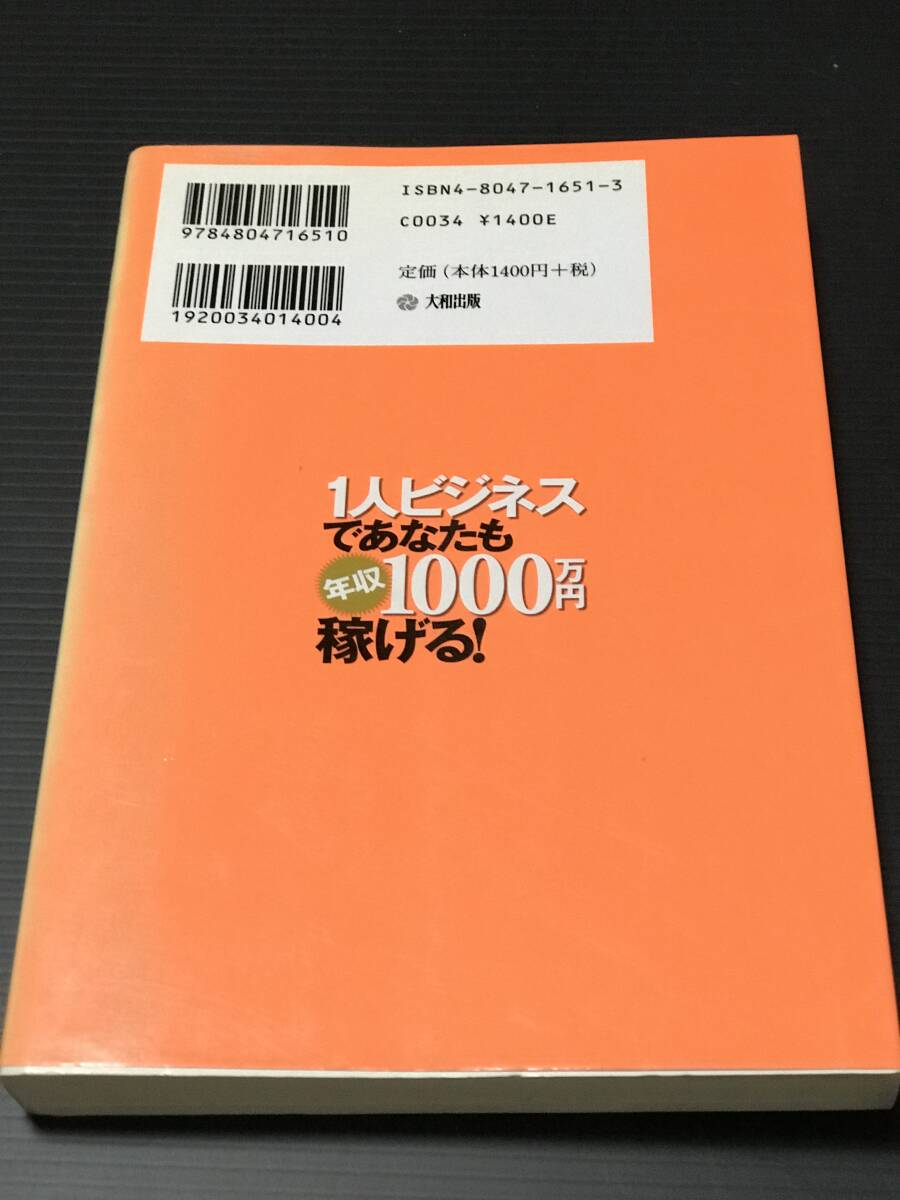 9784804716510
1920034014004
ISBN4-8047-1651-3
C0034 ¥1400E
定価（本体1400円＋税）
大和出版
1人ビジネス
であなたも
年収1000万円
稼げる!